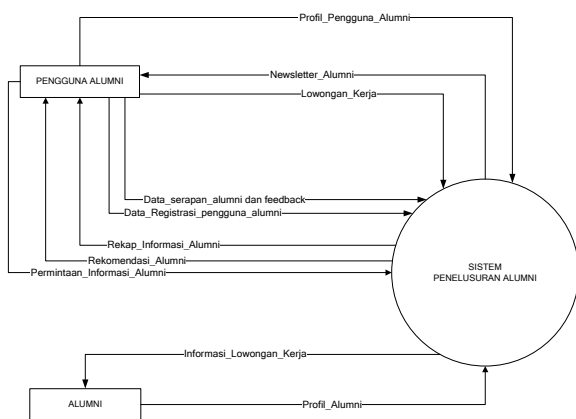 Profil_Pengguna_Alumni
PENGGUNA ALUMNI
Newsletter_Alumni
Lowongan_Kerja
Data_serapan_alumni dan feedback
Data_Registrasi_pengguna_alumni
Rekap_Informasi_Alumni
Rekomendasi_Alumni
Permintaan_Informasi_Alumni
SISTEM
PENELUSURAN ALUMNI
Informasi_Lowongan_Kerja
ALUMNI
Profil_Alumni